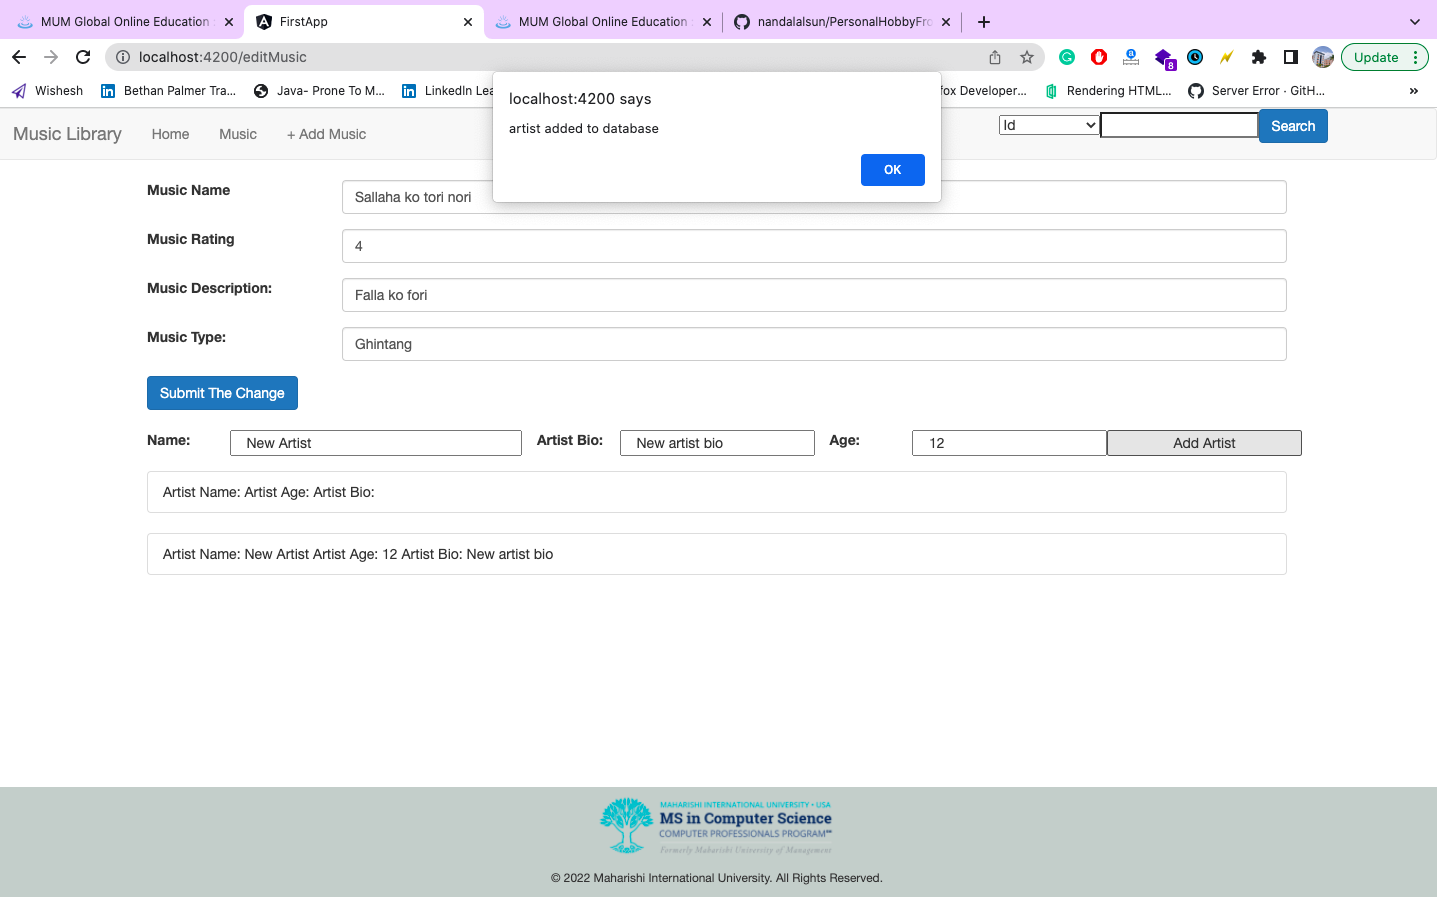 MUM Global Online Education
FirstApp
MUM Global Online Education
nandalalsun/PersonalHobbyFro
localhost:4200/editMusic
8
Update
Wishesh
Bethan Palmer Tra...
Java- Prone To M...
LinkedIn Lea
fox Developer...
Rendering HTML...
Server Error · GitH...
»
localhost:4200 says
artist added to database
OK
Music Library
Home
Music
+ Add Music
Id
Search
Music Name
Sallaha ko tori nori
Music Rating
4
Music Description:
Falla ko fori
Music Type:
Ghintang
Submit The Change
Name:
New Artist
Artist Bio:
New artist bio
Age:
12
Add Artist
Artist Name: Artist Age: Artist Bio:
Artist Name: New Artist Artist Age: 12 Artist Bio: New artist bio
MAHARISHI INTERNATIONAL UNIVERSITY • USA
MS in Computer Science
COMPUTER PROFESSIONALS PROGRAM℠
Formerly Maharishi University of Management
© 2022 Maharishi International University. All Rights Reserved.